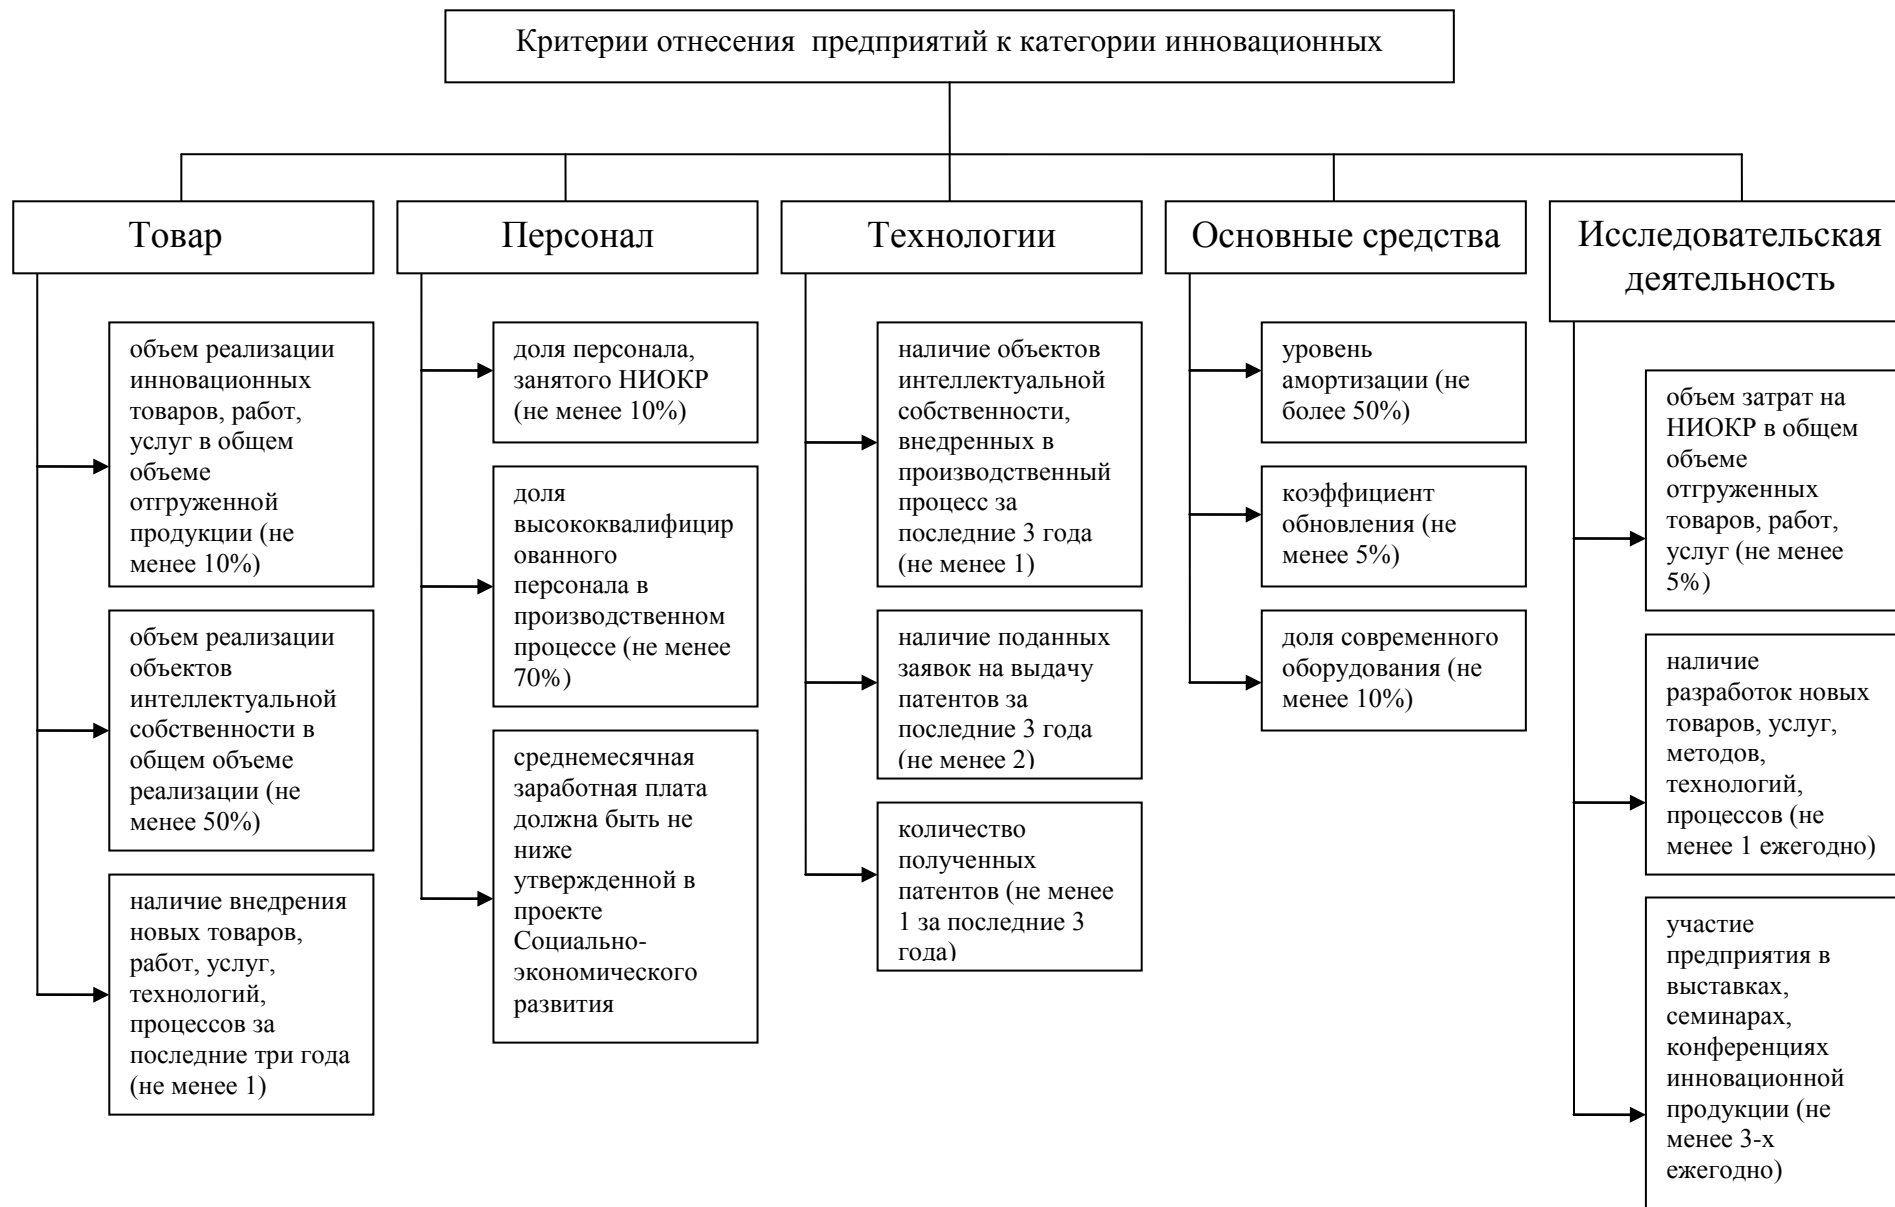 Критерии отнесения  предприятий к категории инновационных
Товар
объем реализации
инновационных
товаров, работ,
услуг в общем
объеме
отгруженной
продукции (не
менее 10%)
объем реализации
объектов
интеллектуальной
собственности в
общем объеме
реализации (не
менее 50%)
наличие внедрения
новых товаров,
работ, услуг,
технологий,
процессов за
последние три года
(не менее 1)
Персонал
доля персонала,
занятого НИОКР
(не менее 10%)
доля
высококвалифицир
ованного
персонала в
производственном
процессе (не менее
70%)
среднемесячная
заработная плата
должна быть не
ниже
утвержденной в
проекте
Социально-
экономического
развития
Технологии
наличие объектов
интеллектуальной
собственности,
внедренных в
производственный
процесс за
последние 3 года
(не менее 1)
наличие поданных
заявок на выдачу
патентов за
последние 3 года
(не менее 2)
количество
полученных
патентов (не менее
1 за последние 3
года)
Основные средства
уровень
амортизации (не
более 50%)
коэффициент
обновления (не
менее 5%)
доля современного
оборудования (не
менее 10%)
Исследовательская
деятельность
объем затрат на
НИОКР в общем
объеме
отгруженных
товаров, работ,
услуг (не менее
5%)
наличие
разработок новых
товаров, услуг,
методов,
технологий,
процессов (не
менее 1 ежегодно)
участие
предприятия в
выставках,
семинарах,
конференциях
инновационной
продукции (не
менее 3-х
ежегодно)